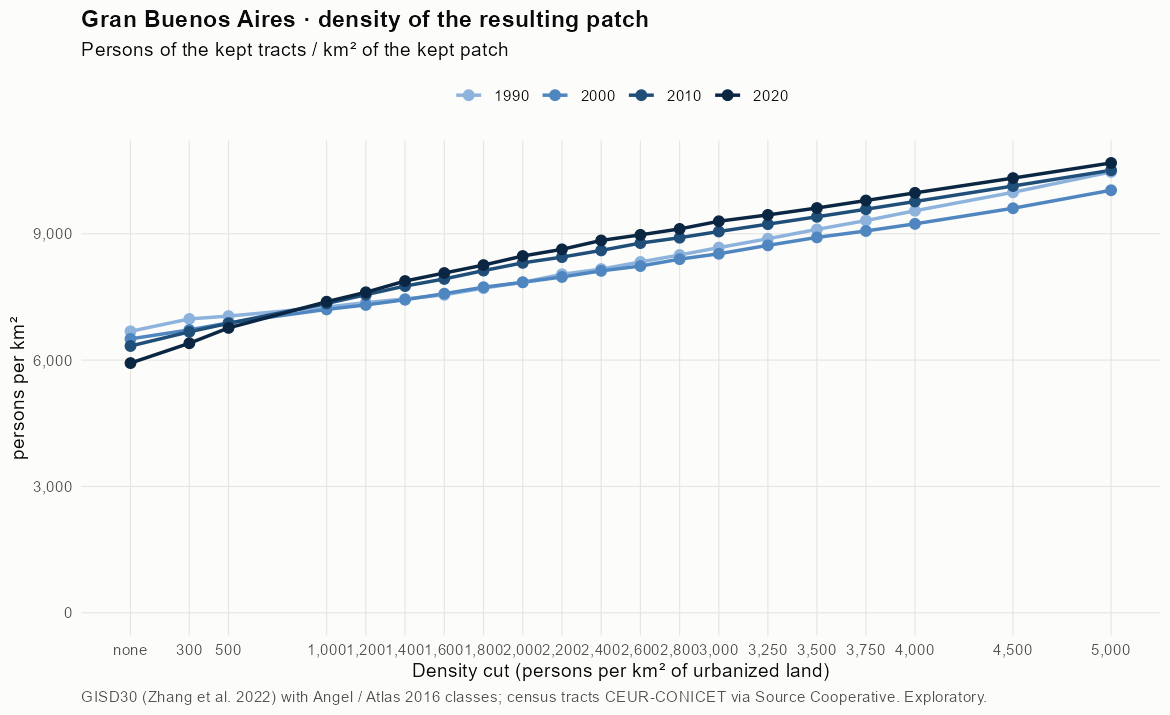 Gran Buenos Aires · density of the resulting patch
Persons of the kept tracts / km² of the kept patch
1990 2000 2010 2020
persons per km²
9,000
6,000
3,000
0
none 300 500 1,000 1,200 1,400 1,600 1,800 2,000 2,200 2,400 2,600 2,800 3,000 3,250 3,500 3,750 4,000 4,500 5,000
Density cut (persons per km² of urbanized land)
GISD30 (Zhang et al. 2022) with Angel / Atlas 2016 classes; census tracts CEUR-CONICET via Source Cooperative. Exploratory.